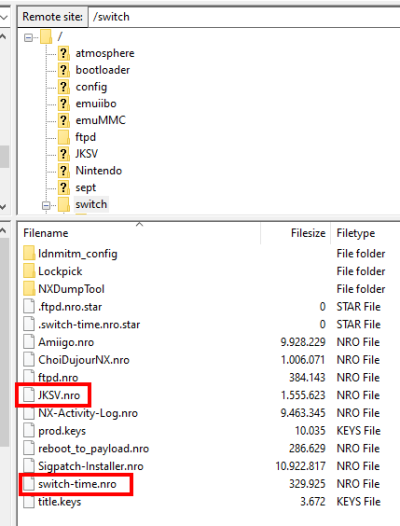 Remote site: /switch
/
? atmosphere
? bootloader
? config
? emuiibo
? emuMMC
ftpd
? JKSV
? Nintendo
? sept
switch
Filename Filesize Filetype
ldnmitm_config File folder
Lockpick File folder
NXDumpTool File folder
.ftpd.nro.star 0 STAR File
.switch-time.nro.star 0 STAR File
Amiigo.nro 9.928.229 NRO File
ChoiDujourNX.nro 1.006.071 NRO File
ftpd.nro 384.143 NRO File
JKSV.nro 1.555.623 NRO File
NX-Activity-Log.nro 9.463.345 NRO File
prod.keys 10.035 KEYS File
reboot_to_payload.nro 286.629 NRO File
Sigpatch-Installer.nro 10.922.817 NRO File
switch-time.nro 329.925 NRO File
title.keys 3.672 KEYS File